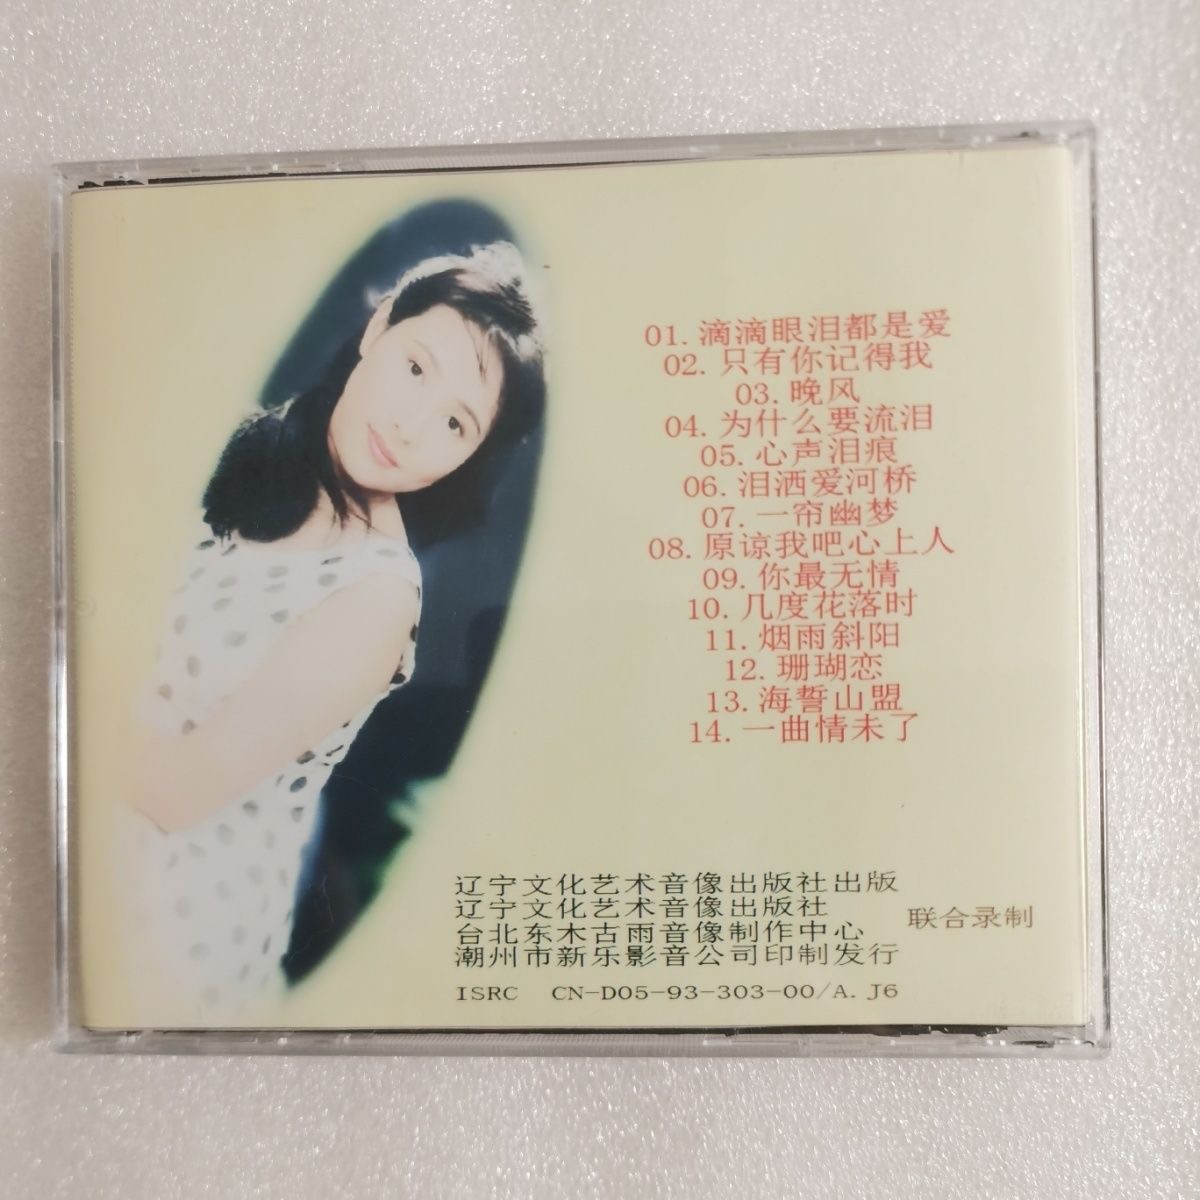 01.滴滴眼泪都是爱
02.只有你记得我
03.晚风
04.为什么要流泪
05.心声泪痕
06.泪洒爱河桥
07.一帘幽梦
08.原谅我吧心上人
09.你最无情
10.几度花落时
11.烟雨斜阳
12.珊瑚恋
13.海誓山盟
14.一曲情未了
辽宁文化艺术音像出版社出版
辽宁文化艺术音像出版社
台北东木古雨音像制作中心
联合录制
潮州市新乐影音公司印制发行
ISRC CN-D05-93-303-00/A.J6